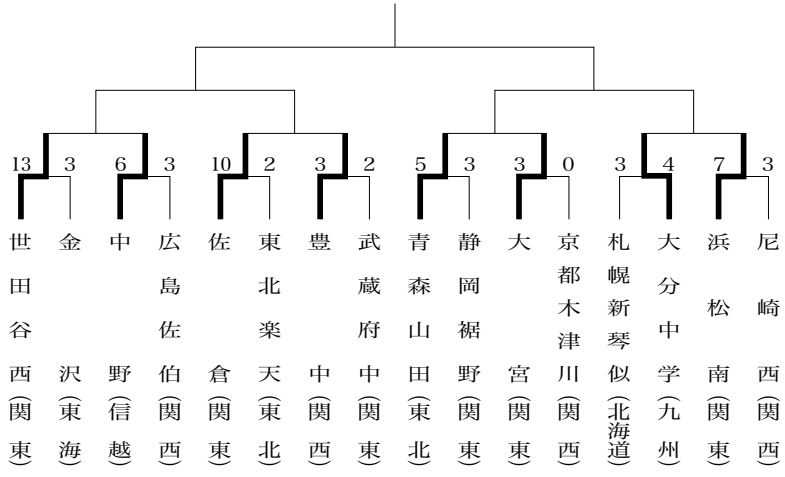 13 3 6 3 10 2 3 2 5 3 3 0 3 4 7 3
世田谷西(関東)
金沢(東海)
中野(信越)
広島佐伯(関西)
佐倉(関東)
東北楽天(東北)
豊中(関西)
武蔵府中(関東)
青森山田(東北)
静岡裾野(関東)
大宮(関東)
京都木津川(関西)
札幌新琴似(北海道)
大分中学(九州)
浜松南(関東)
尼崎西(関西)